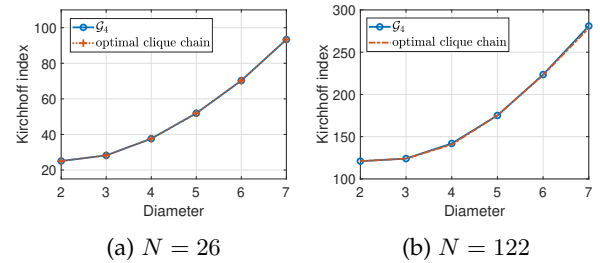 𝒢₄
optimal clique chain
Kirchhoff index
100
80
60
40
20
2 3 4 5 6 7
Diameter
(a) N = 26
𝒢₄
optimal clique chain
Kirchhoff index
300
250
200
150
100
2 3 4 5 6 7
Diameter
(b) N = 122